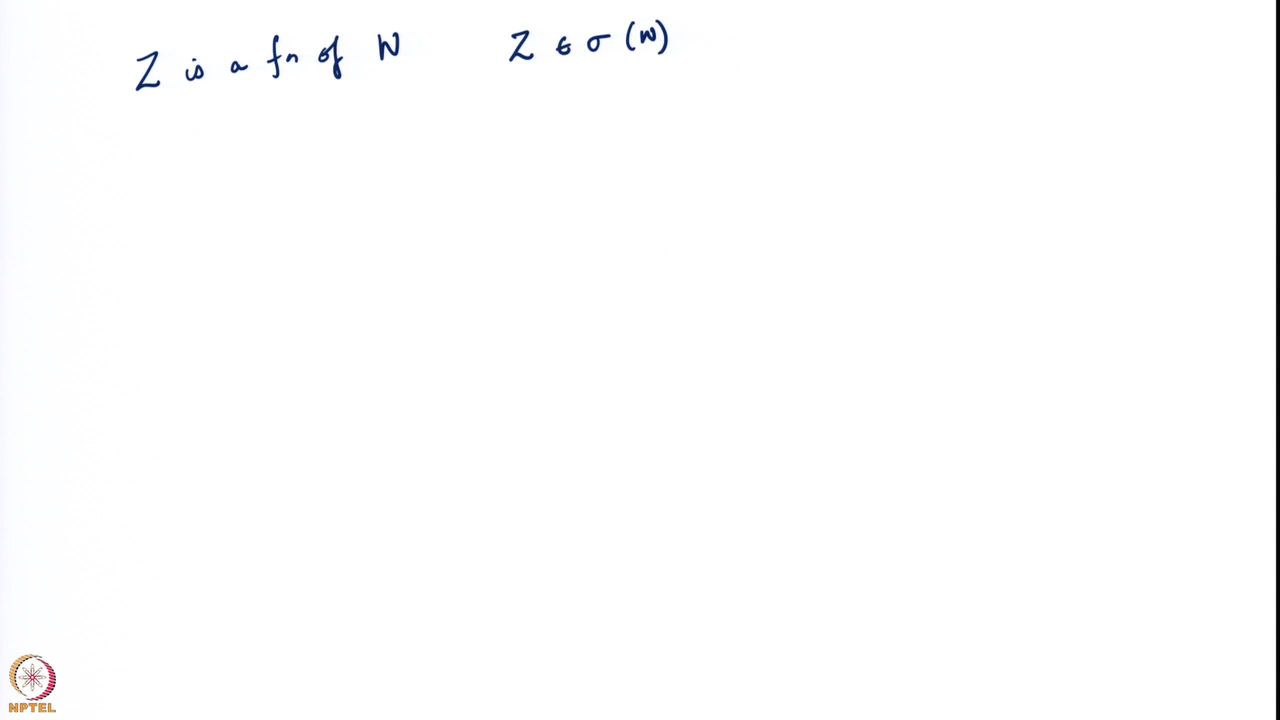 Z is a fn of W Z ∈ σ (W)
NPTEL